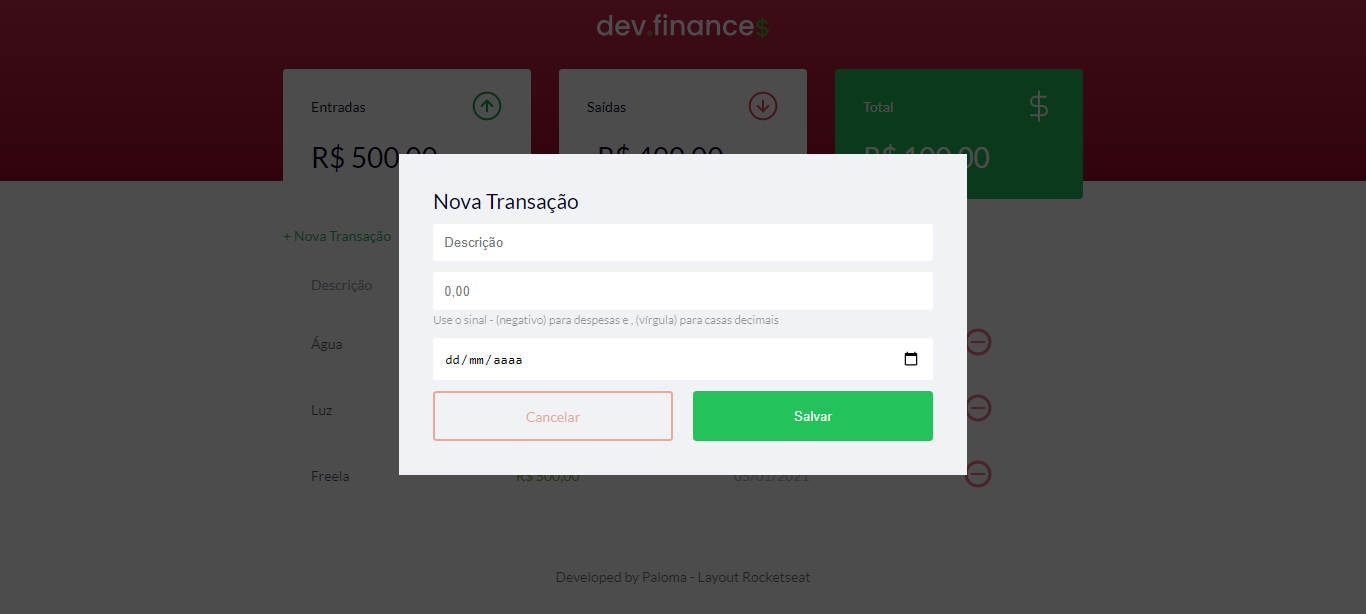 dev.finance$
Entradas
Saídas
Total
R$ 500,00
R$ 400,00
R$ 100,00
Nova Transação
Descrição
+ Nova Transação
0,00
Descrição
Use o sinal - (negativo) para despesas e , (vírgula) para casas decimais
Água
dd/mm/aaaa
Luz
Cancelar
Salvar
Freela
R$ 500,00
05/01/2021
Developed by Paloma - Layout Rocketseat